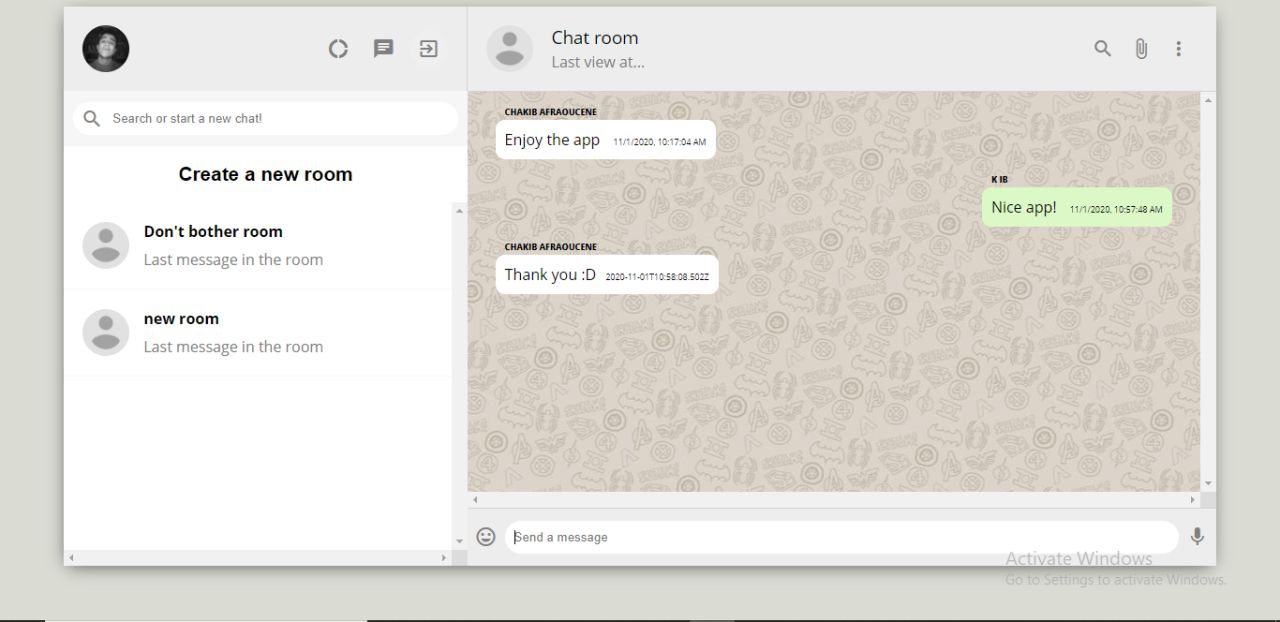 Chat room
Last view at...
Search or start a new chat!
Create a new room
Don't bother room
Last message in the room
new room
Last message in the room
CHAKIB AFRAOUCENE
Enjoy the app 11/1/2020, 10:17:04 AM
K IB
Nice app! 11/1/2020, 10:57:48 AM
CHAKIB AFRAOUCENE
Thank you :D 2020-11-01T10:58:08.502Z
Send a message
Activate Windows
Go to Settings to activate Windows.